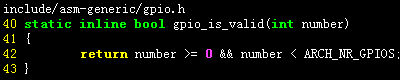 include/asm-generic/gpio.h
40 static inline bool gpio_is_valid(int number)
41 {
42 return number >= 0 && number < ARCH_NR_GPIOS;
43 }